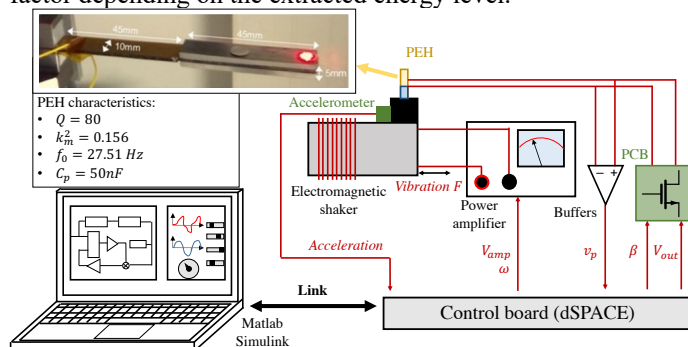 factor depending on the extracted energy level.
45mm
45mm
10mm
5mm
PEH
PEH characteristics:
• Q = 80
• k_m^2 = 0.156
• f_0 = 27.51 Hz
• C_p = 50nF
Accelerometer
Electromagnetic
shaker
Vibration F
Power
amplifier
Buffers
− +
PCB
Acceleration
V_amp
ω
v_p
β
V_out
Link
Matlab
Simulink
Control board (dSPACE)